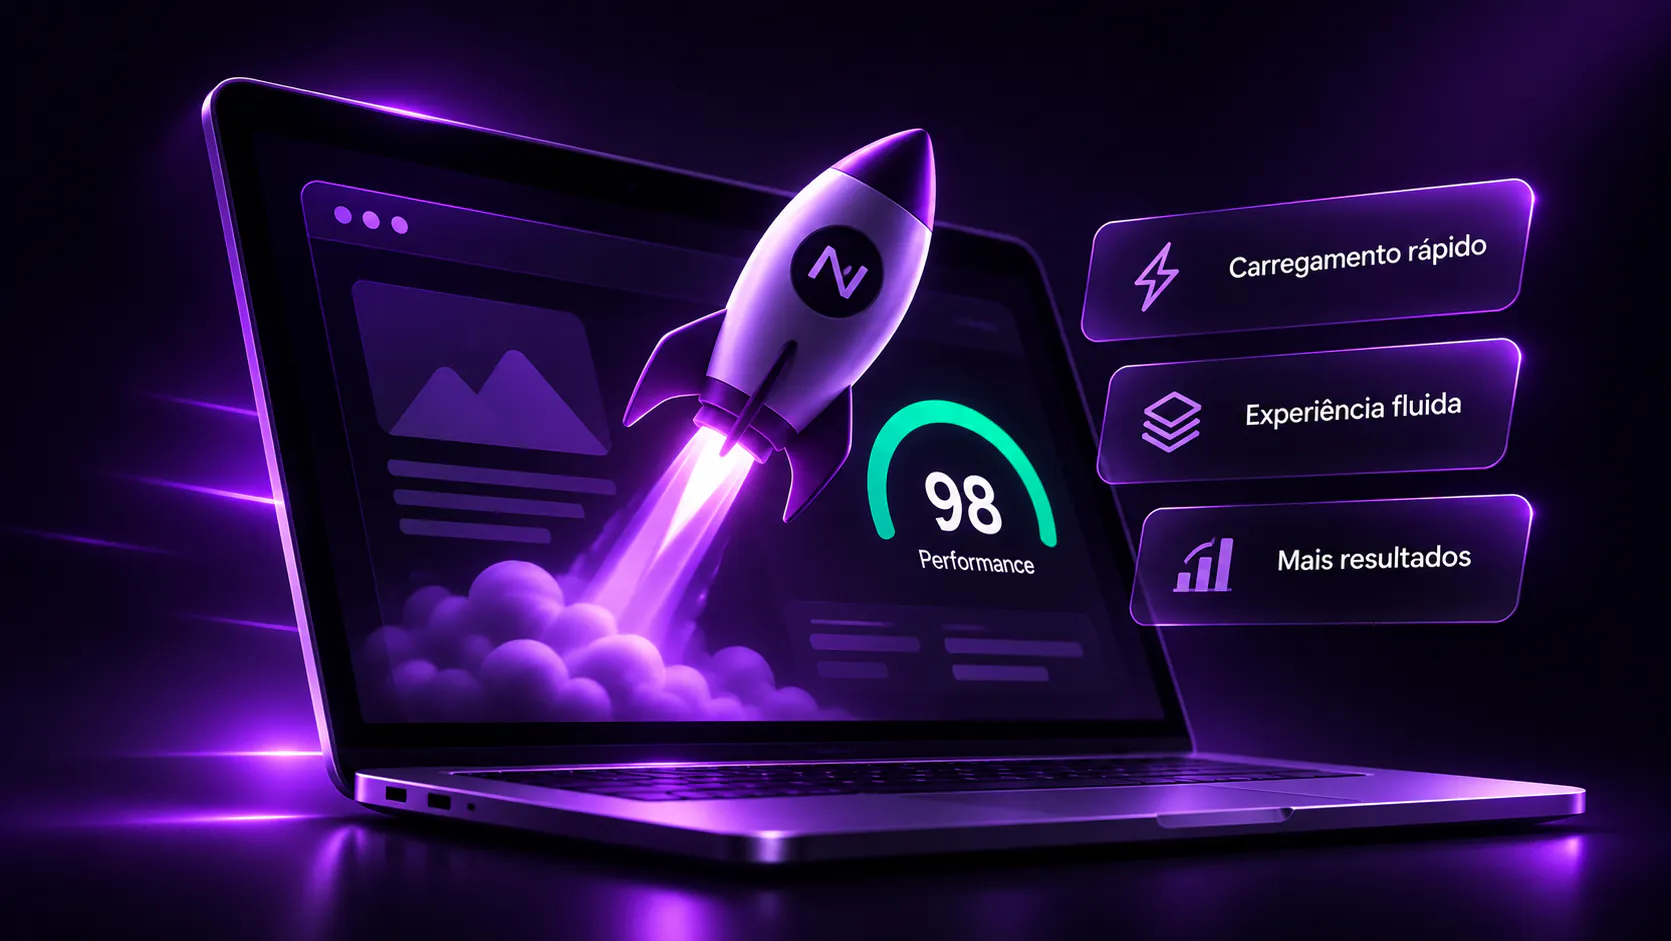 Carregamento rápido
Experiência fluida
98
Performance
Mais resultados